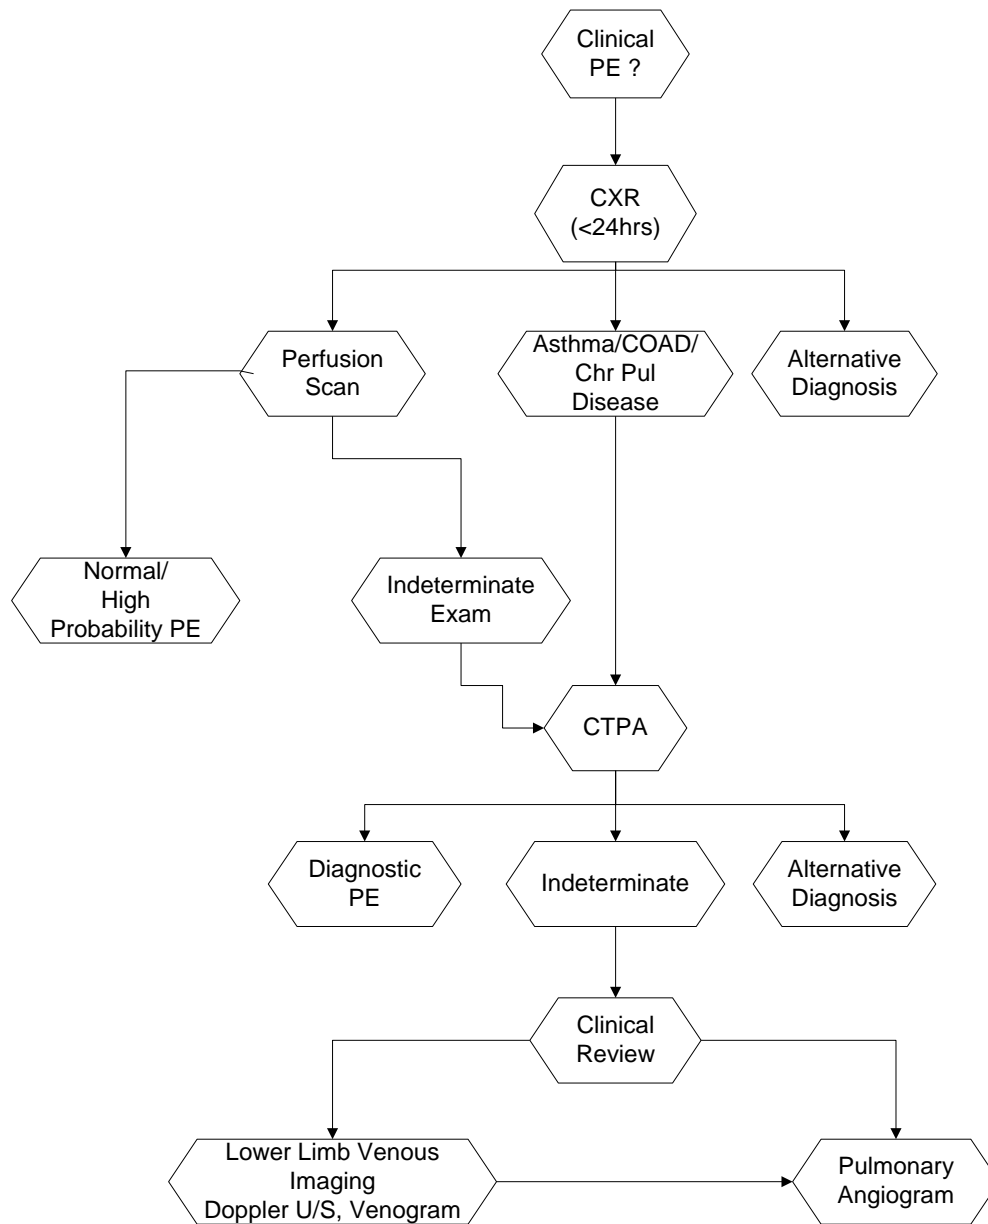 Clinical
PE ?
CXR
(<24hrs)
Perfusion
Scan
Asthma/COAD/
Chr Pul
Disease
Alternative
Diagnosis
Normal/
High
Probability PE
Indeterminate
Exam
CTPA
Diagnostic
PE
Indeterminate
Alternative
Diagnosis
Clinical
Review
Lower Limb Venous
Imaging
Doppler U/S, Venogram
Pulmonary
Angiogram